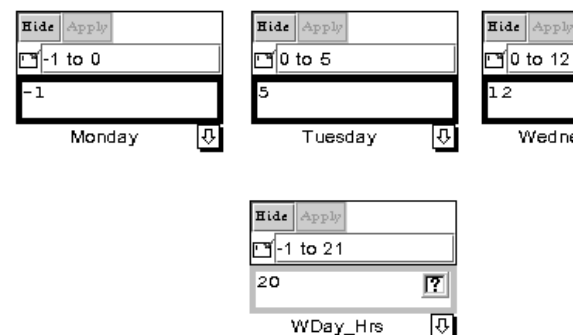 Hide Apply
-1 to 0
-1
Monday
Hide Apply
0 to 5
5
Tuesday
Hide Apply
0 to 12
12
Wedne
Hide Apply
-1 to 21
20 ?
WDay_Hrs